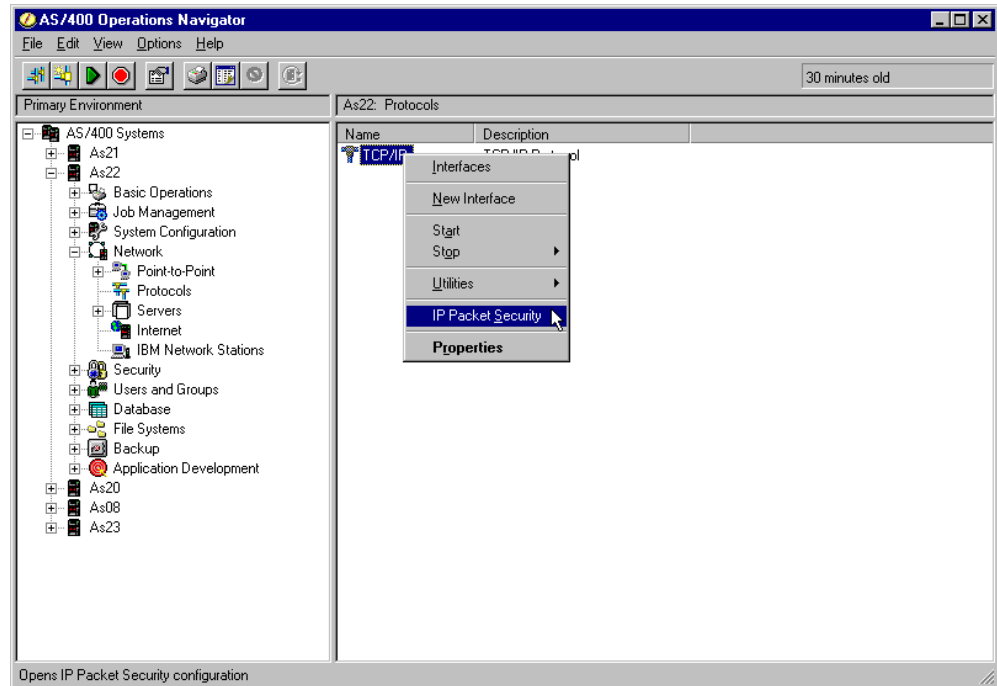 AS/400 Operations Navigator
File Edit View Options Help
30 minutes old
Primary Environment
As22: Protocols
AS/400 Systems
As21
As22
Basic Operations
Job Management
System Configuration
Network
Point-to-Point
Protocols
Servers
Internet
IBM Network Stations
Security
Users and Groups
Database
File Systems
Backup
Application Development
As20
As08
As23
Name Description
TCP/IP TCP/IP Protocol
Interfaces
New Interface
Start
Stop
Utilities
IP Packet Security
Properties
Opens IP Packet Security configuration